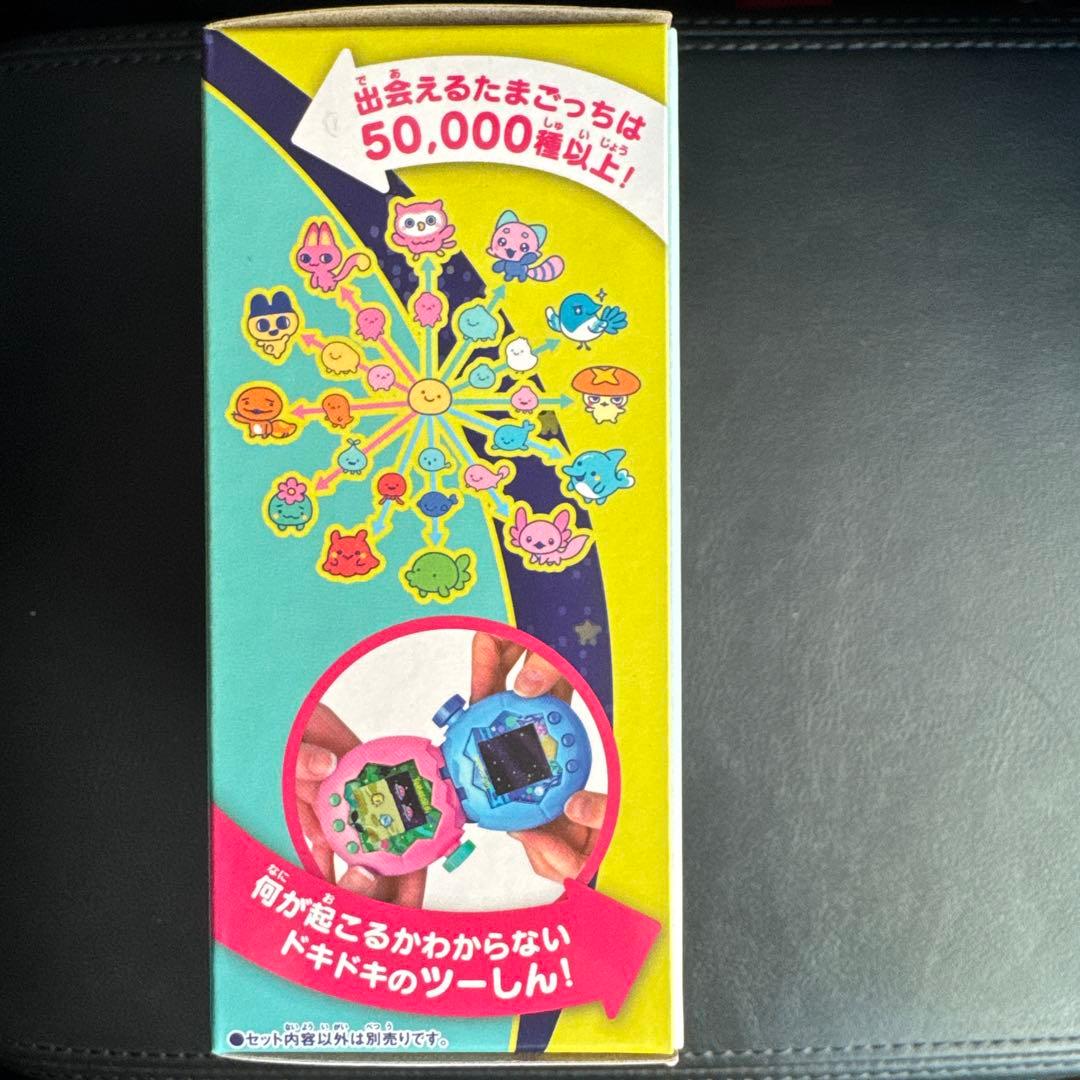 出会えるたまごっちは
50,000種以上！
何が起こるかわからない
ドキドキのツーしん！
●セット内容以外は別売りです。